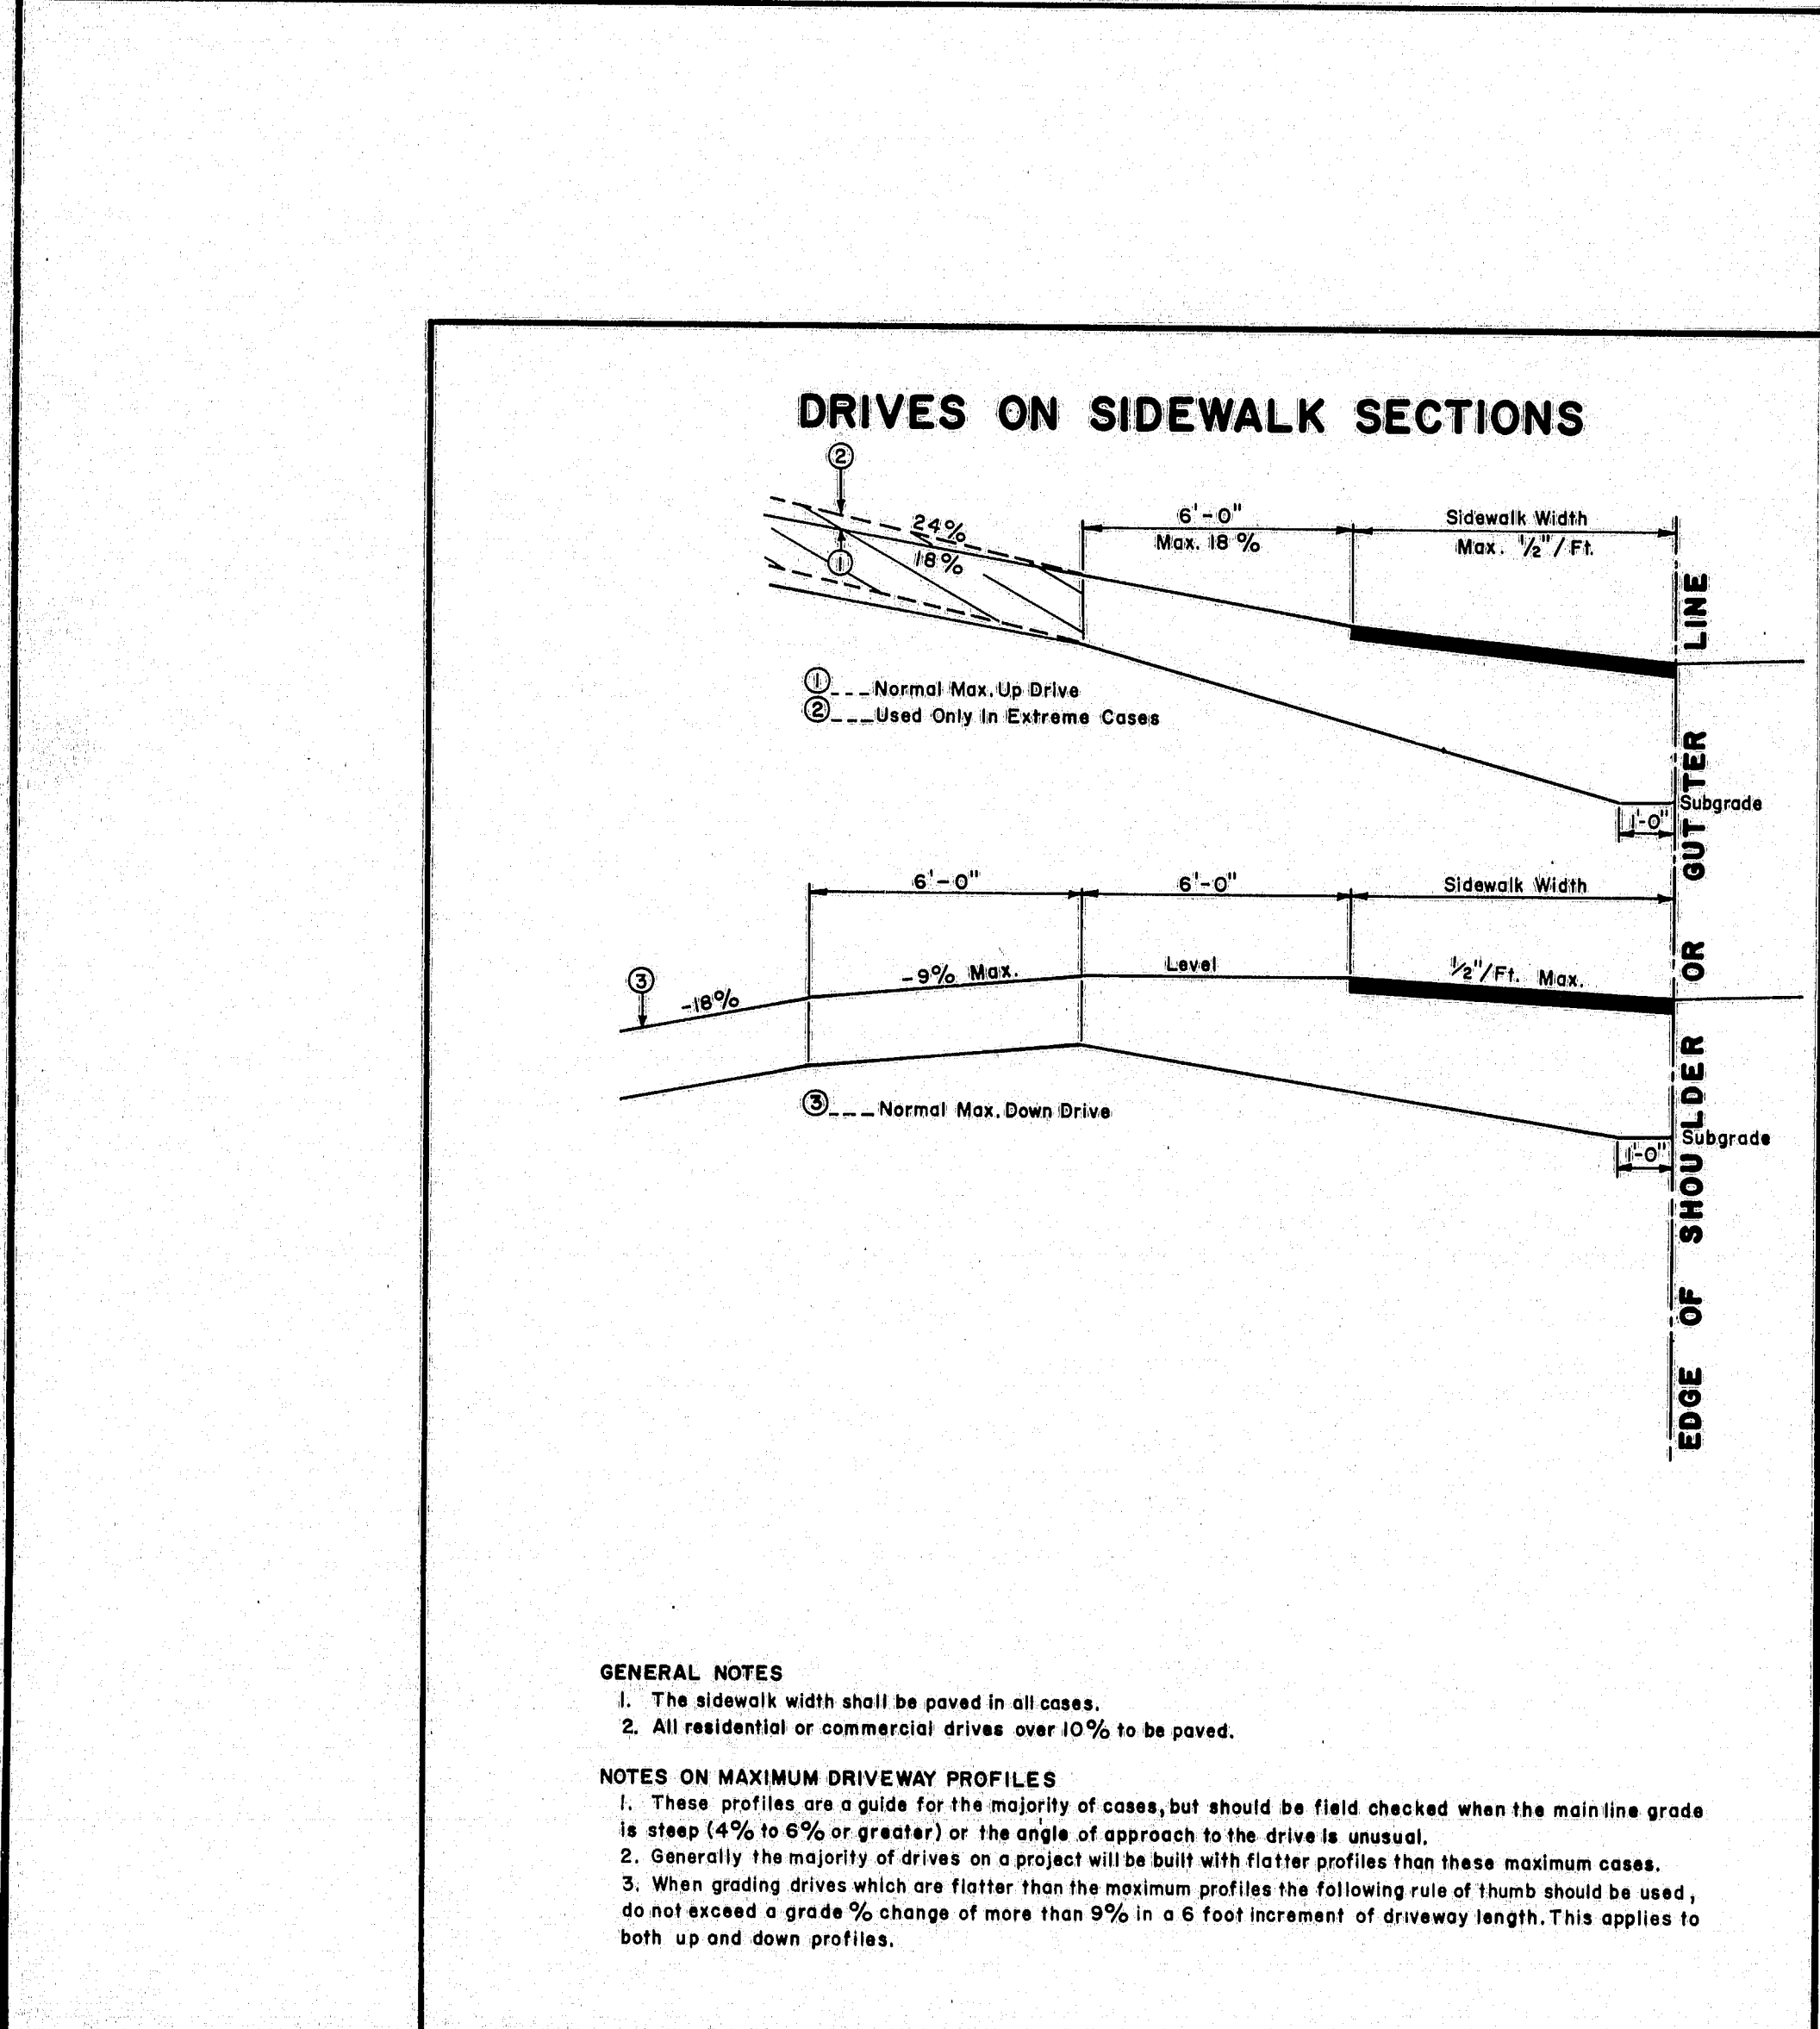 DRIVES ON SIDEWALK SECTIONS
2
24%
18%
1
6'-0"
Max. 18 %
Sidewalk Width
Max. 1/2"/Ft.
1___Normal Max. Up Drive
2___Used Only In Extreme Cases
Subgrade
1'-0"
6'-0"
6'-0"
Sidewalk Width
3
-18%
-9% Max.
Level
1/2"/Ft. Max.
3___Normal Max. Down Drive
Subgrade
1'-0"
EDGE OF SHOULDER OR GUTTER LINE
GENERAL NOTES
1. The sidewalk width shall be paved in all cases.
2. All residential or commercial drives over 10% to be paved.
NOTES ON MAXIMUM DRIVEWAY PROFILES
1. These profiles are a guide for the majority of cases, but should be field checked when the main line grade
is steep (4% to 6% or greater) or the angle of approach to the drive is unusual.
2. Generally the majority of drives on a project will be built with flatter profiles than these maximum cases.
3. When grading drives which are flatter than the maximum profiles the following rule of thumb should be used,
do not exceed a grade % change of more than 9% in a 6 foot increment of driveway length. This applies to
both up and down profiles.